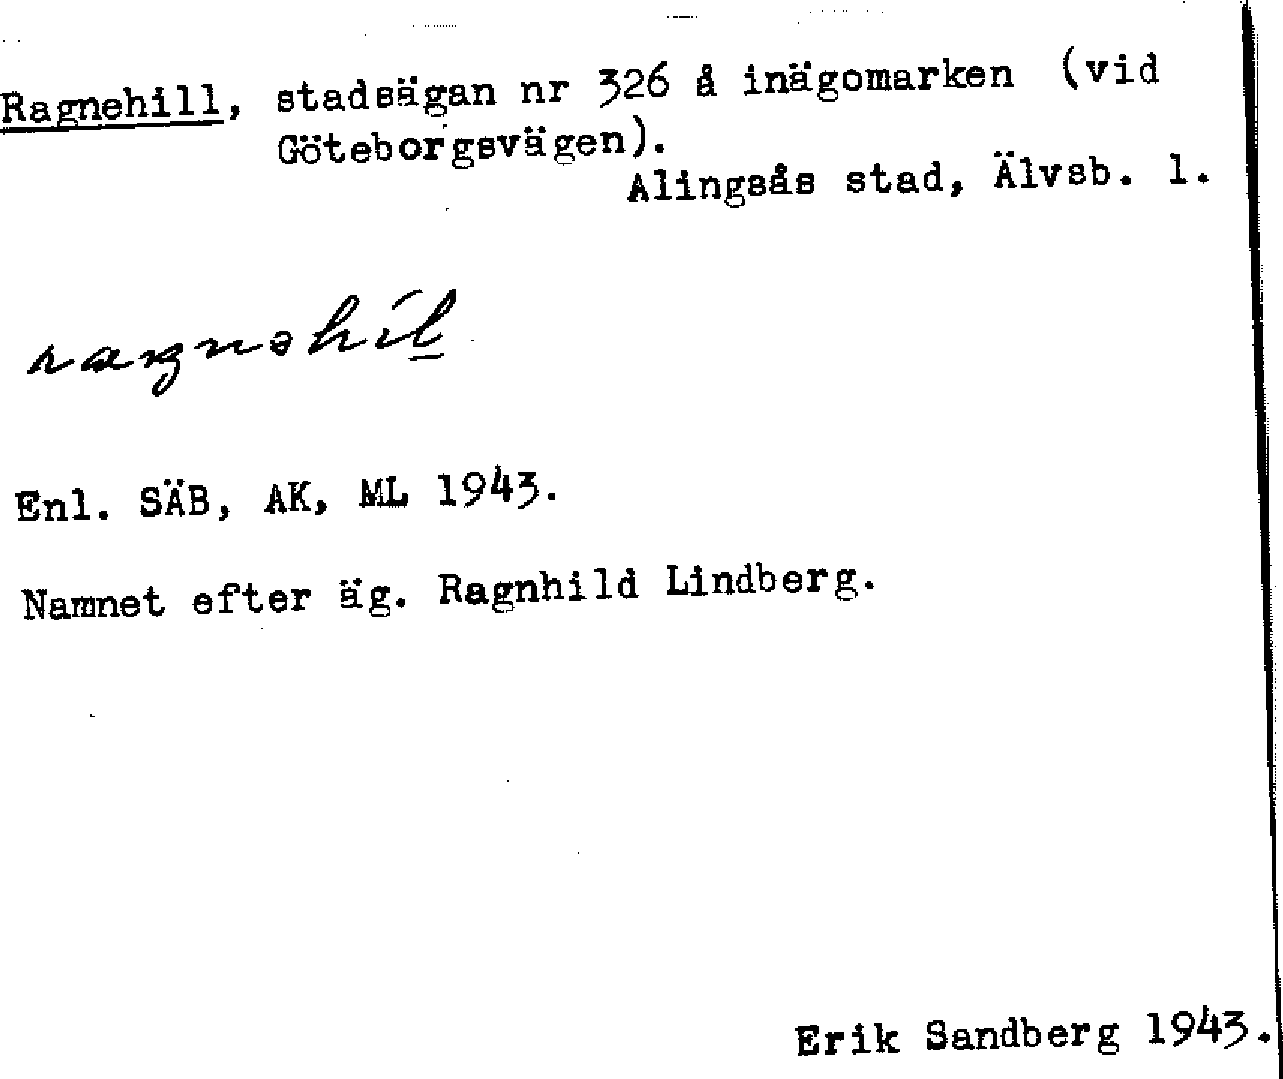 Ragnehill, stadsägan nr 326 å inägomarken (vid
Göteborgsvägen).
Alingsås stad, Älvsb. l.
ragnəhil
Enl. SÄB, AK, ML 1943.
Namnet efter äg. Ragnhild Lindberg.
Erik Sandberg 1943.